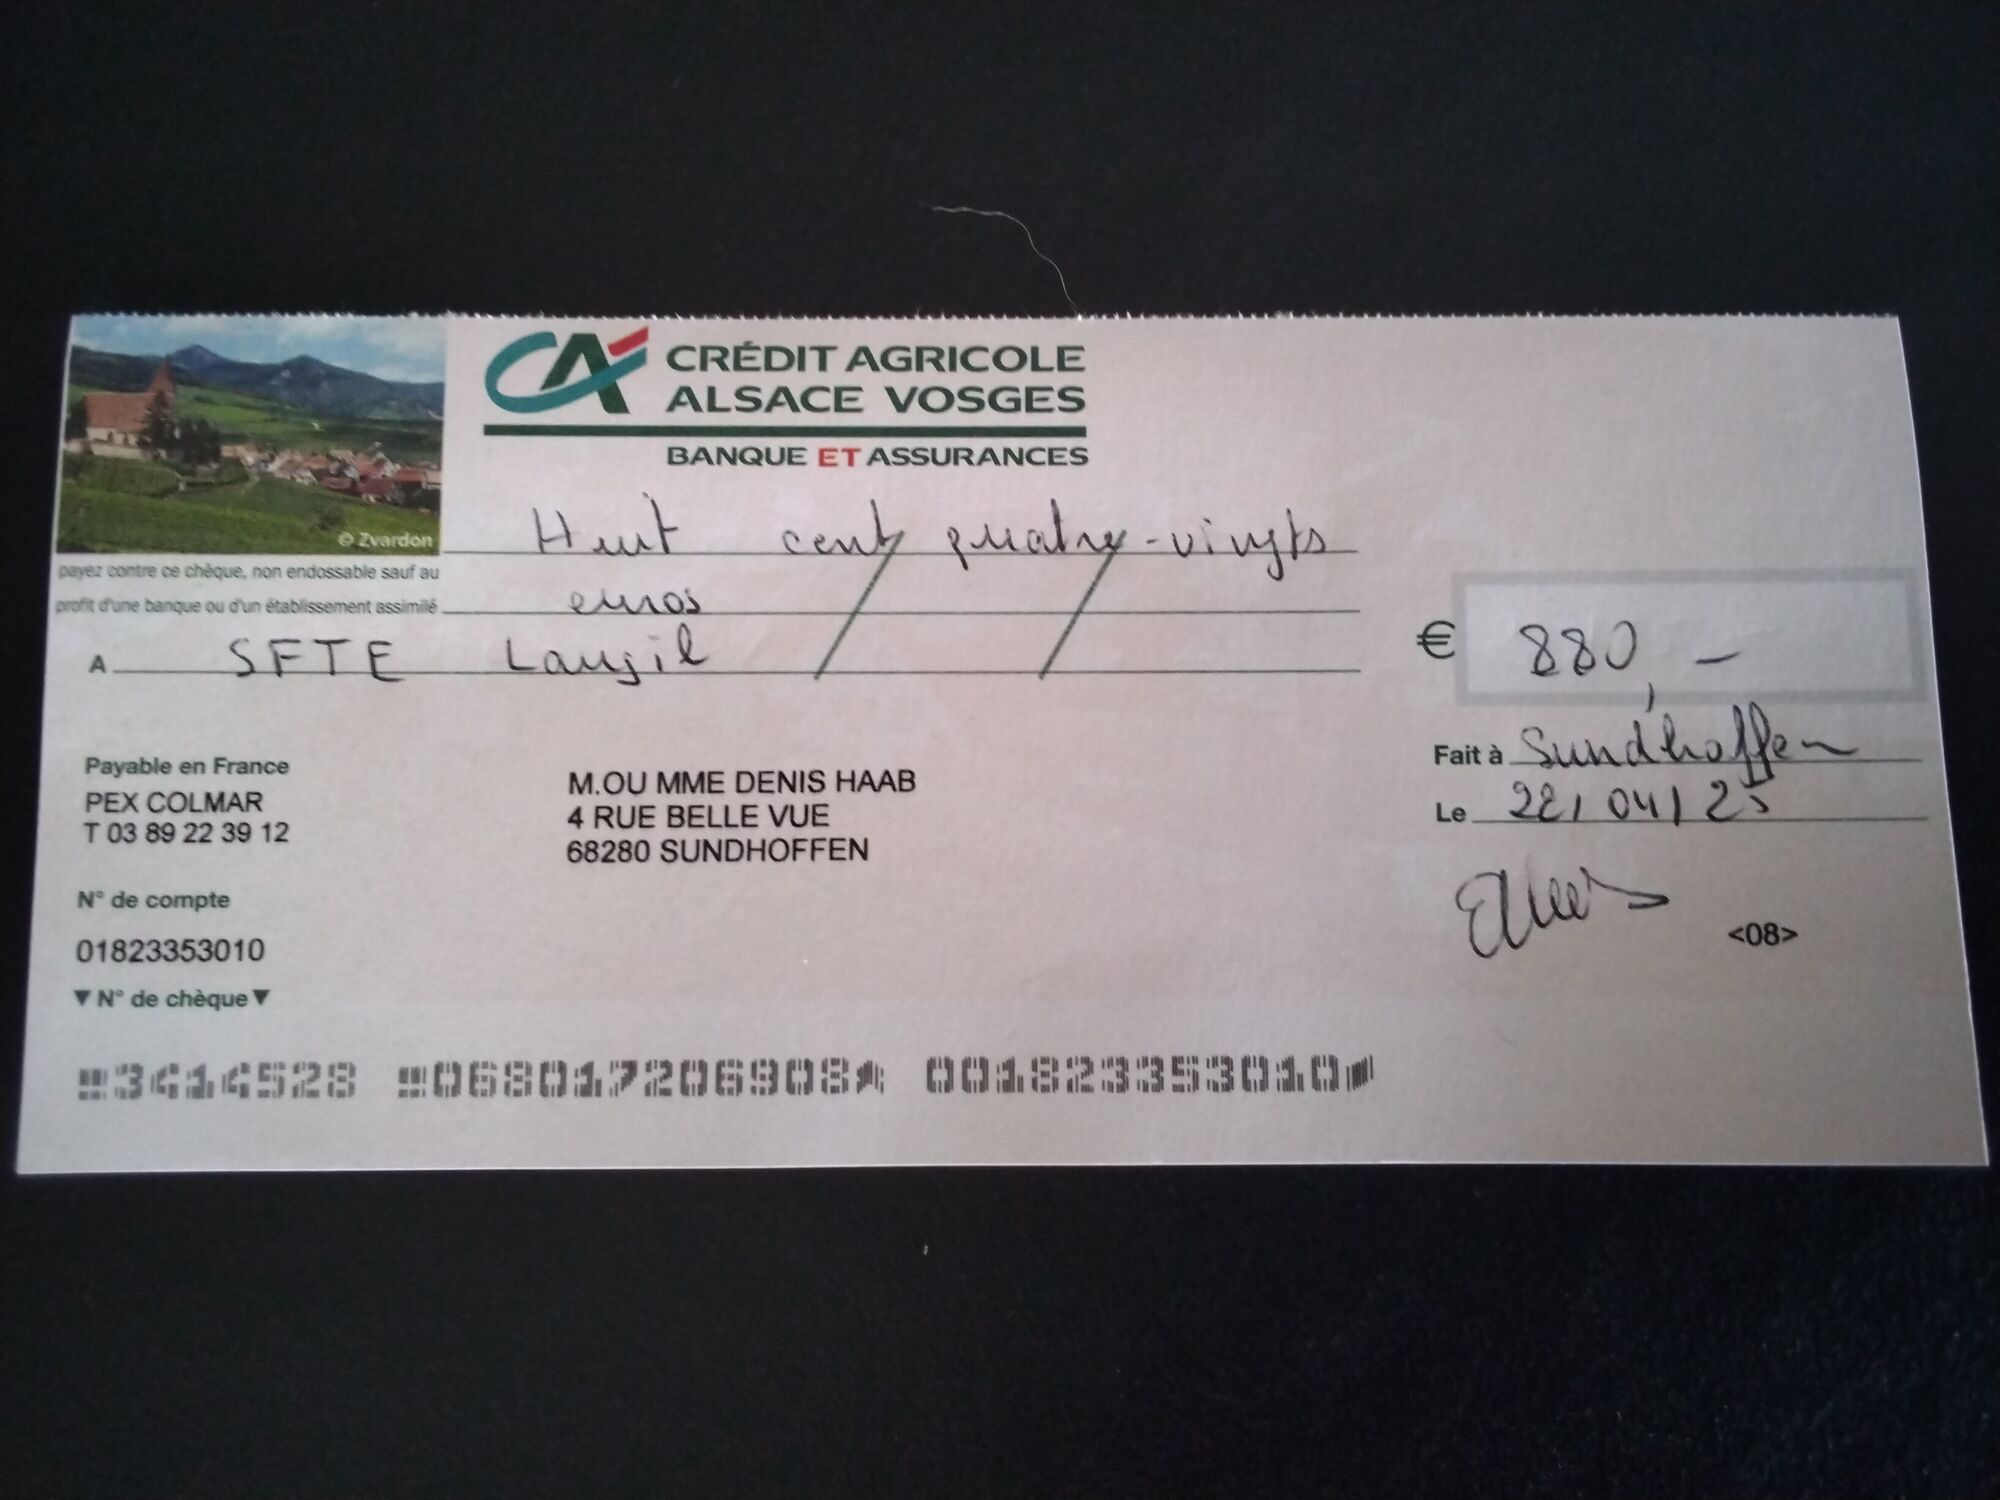 CRÉDIT AGRICOLE
ALSACE VOSGES
BANQUE ET ASSURANCES
© Zvardon
Huit cent quatre-vingts
payez contre ce chèque, non endossable sauf au
profit d'une banque ou d'un établissement assimilé euros
A SFTE
€ 880,-
Fait à Sundhoffen
Le 22/04/25
Payable en France
PEX COLMAR
T 03 89 22 39 12
M.OU MME DENIS HAAB
4 RUE BELLE VUE
68280 SUNDHOFFEN
N° de compte
01823353010
<08>
▼ N° de chèque ▼
3414528 068017206908 001823353010